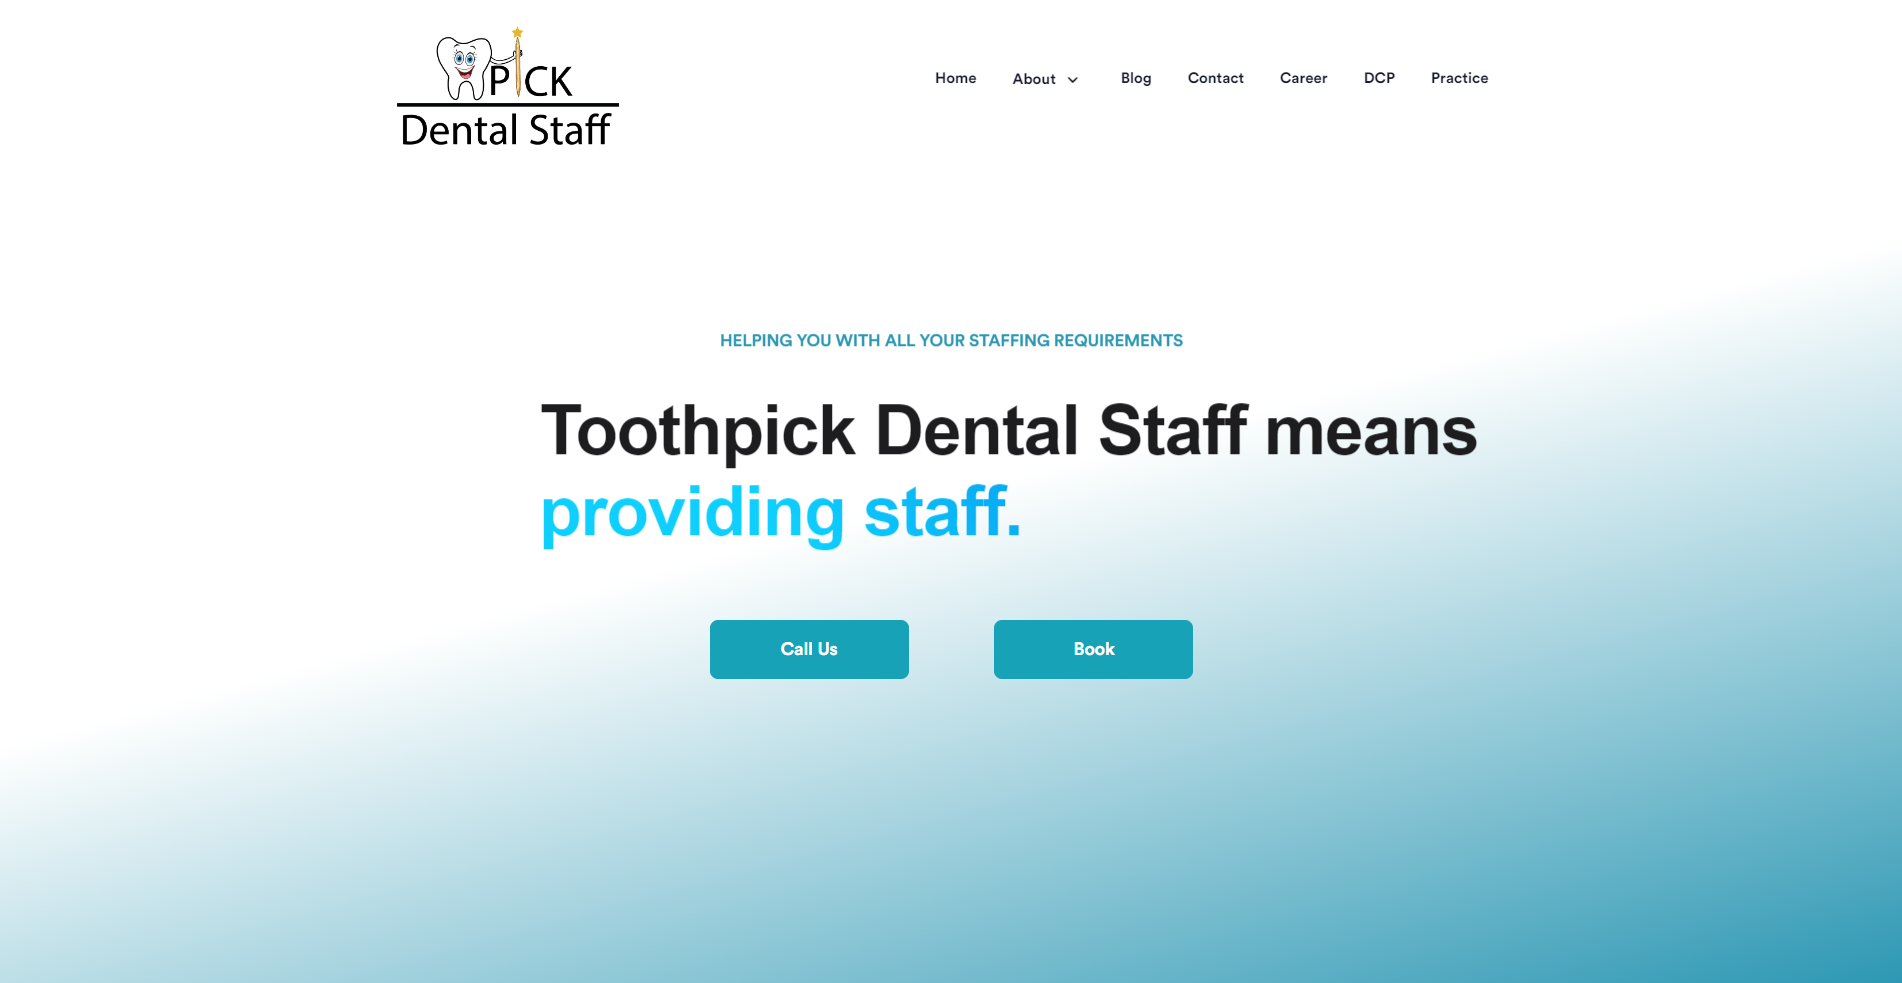 PICK
Dental Staff
Home
About
Blog
Contact
Career
DCP
Practice
HELPING YOU WITH ALL YOUR STAFFING REQUIREMENTS
Toothpick Dental Staff means
providing staff.
Call Us
Book